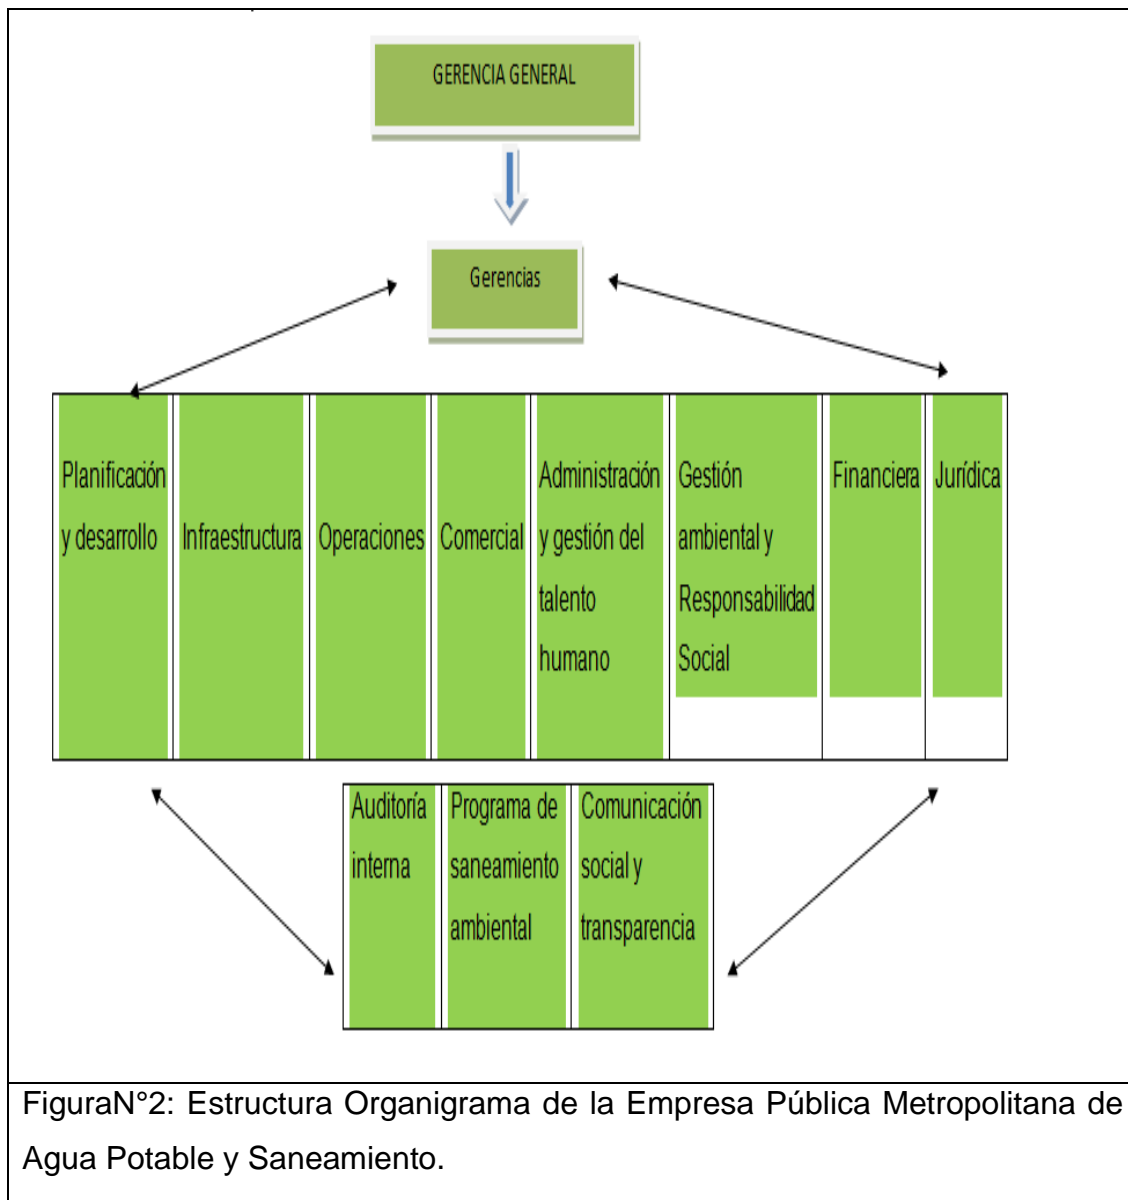 GERENCIA GENERAL
Gerencias
Planificación
y desarrollo
Infraestructura
Operaciones
Comercial
Administración
y gestión del
talento
humano
Gestión
ambiental y
Responsabilidad
Social
Financiera
Jurídica
Auditoría
interna
Programa de
saneamiento
ambiental
Comunicación
social y
transparencia
FiguraN°2: Estructura Organigrama de la Empresa Pública Metropolitana de
Agua Potable y Saneamiento.